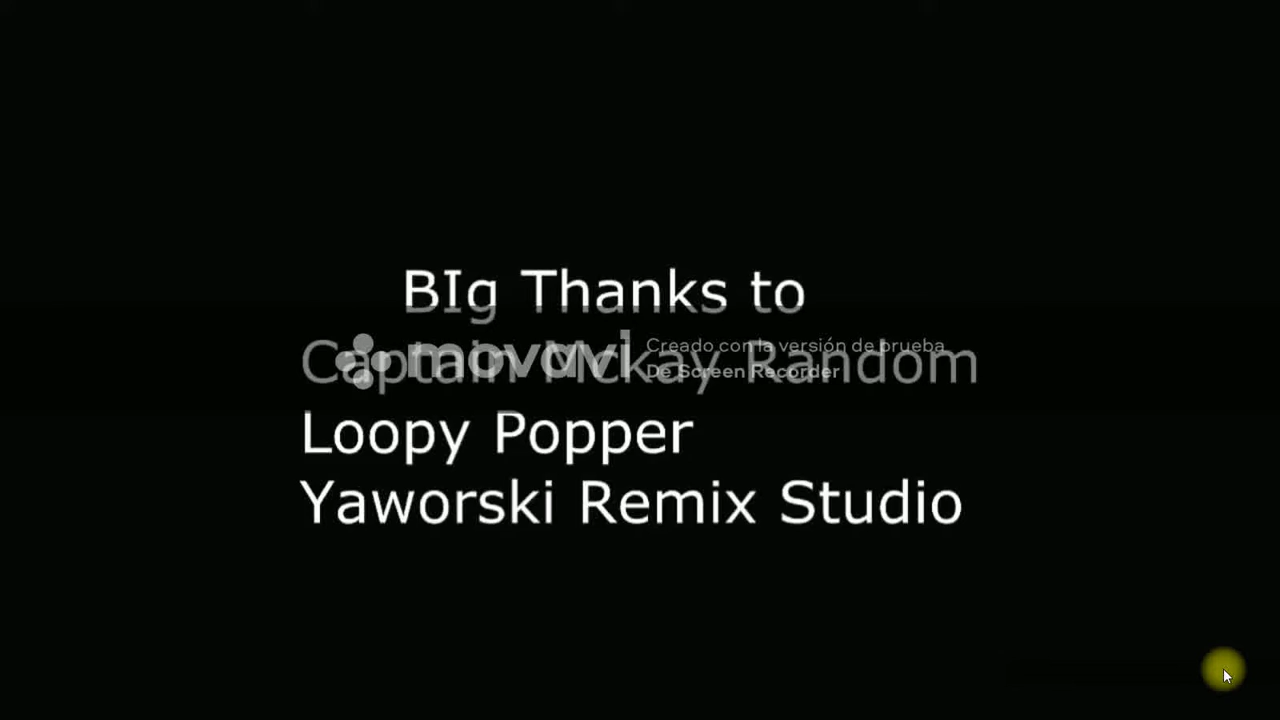 BIg Thanks to
Captain Mckay Random
movavi
Creado con la versión de prueba
De Screen Recorder
Loopy Popper
Yaworski Remix Studio